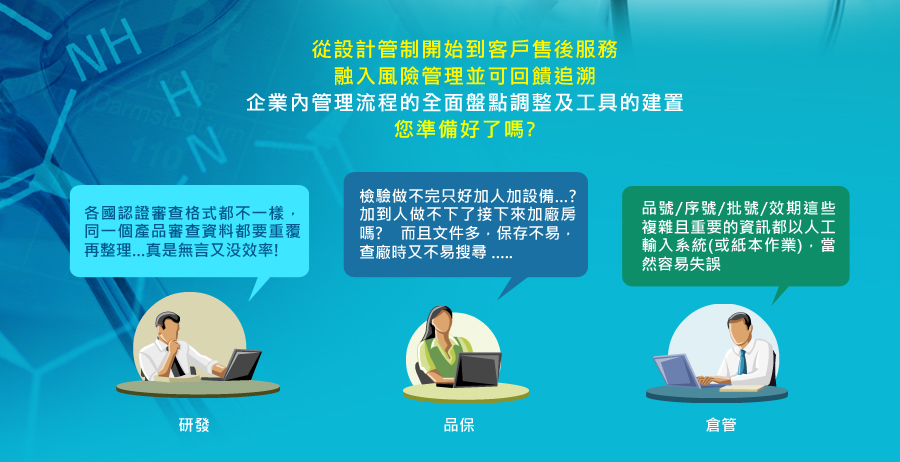 從設計管制開始到客戶售後服務
融入風險管理並可回饋追溯
企業內管理流程的全面盤點調整及工具的建置
您準備好了嗎?
各國認證審查格式都不一樣，
同一個產品審查資料都要重覆
再整理...真是無言又没效率!
檢驗做不完只好加人加設備...?
加到人做不下了接下來加廠房
嗎? 而且文件多，保存不易，
查廠時又不易搜尋 .....
品號/序號/批號/效期這些
複雜且重要的資訊都以人工
輸入系統(或紙本作業)，當
然容易失誤
研發
品保
倉管
NH
H
N